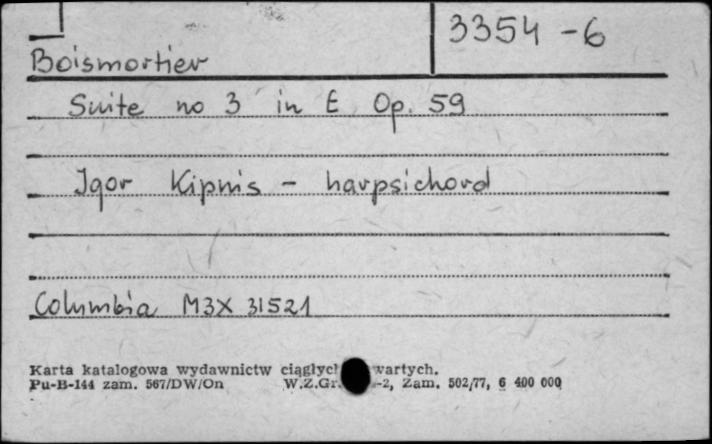 3354-6
Boismortier
Suite no 3 in E Op. 59
Igor Kipnis - harpsichord
Columbia M3X 31521
Karta katalogowa wydawnictw wartych.
Pu-B-144 zam. 567/DW/On W.Z.Gr. -2, Zam. 502/77, 6 400 000